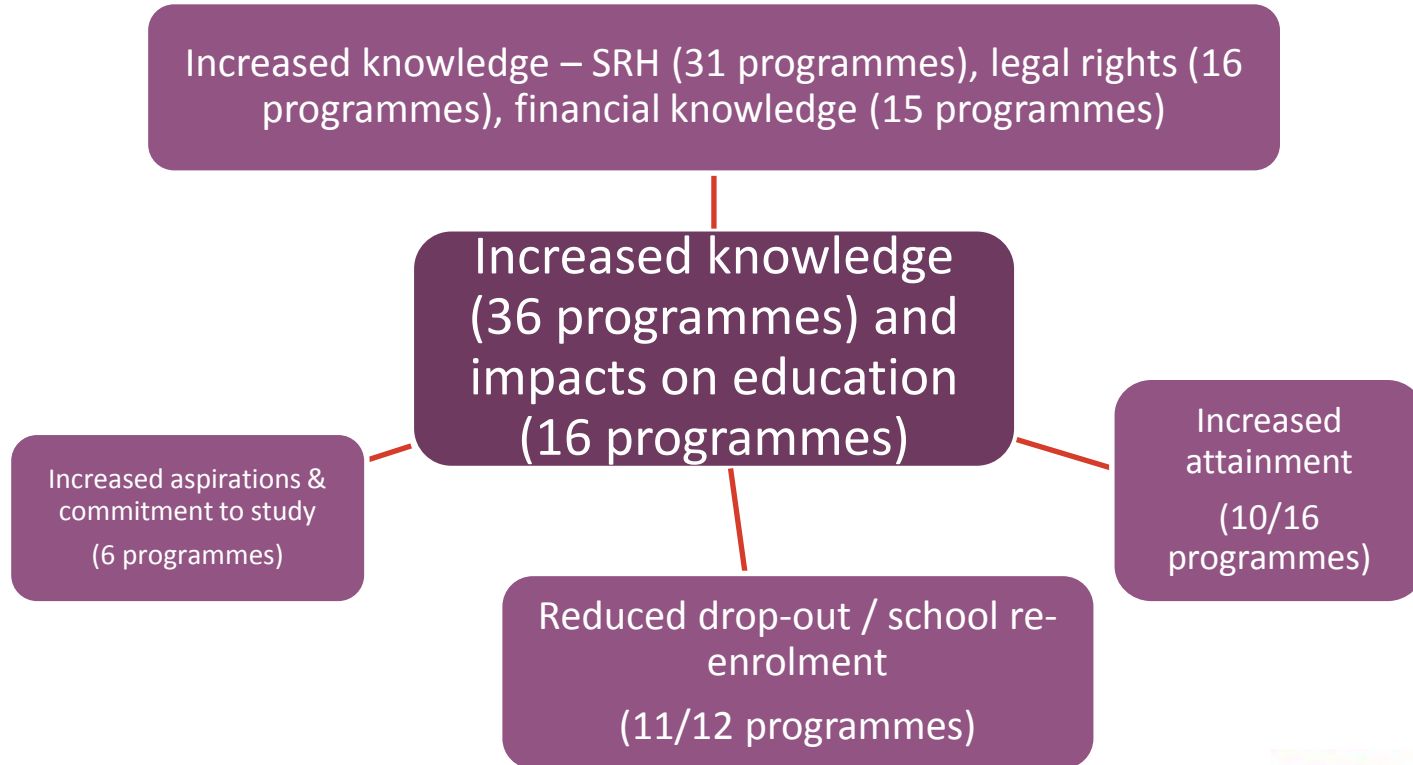 Increased knowledge – SRH (31 programmes), legal rights (16
programmes), financial knowledge (15 programmes)
Increased knowledge
(36 programmes) and
impacts on education
(16 programmes)
Increased aspirations &
commitment to study
(6 programmes)
Increased
attainment
(10/16
programmes)
Reduced drop-out / school re-
enrolment
(11/12 programmes)